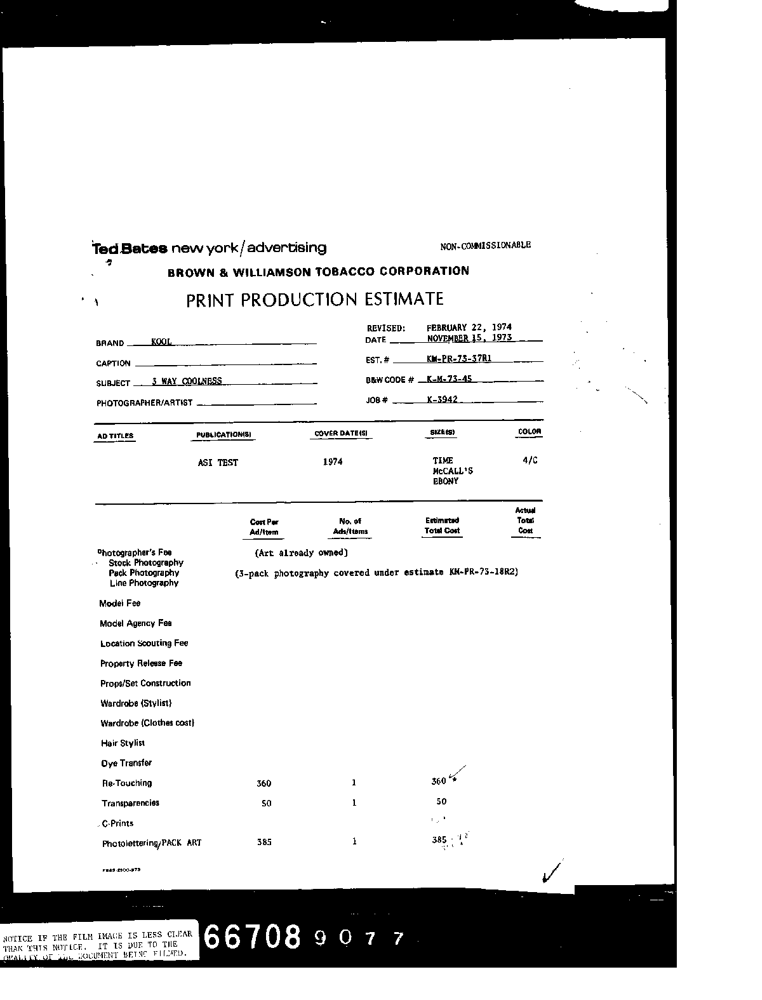 Ted Bates new york/advertising NON-COMMISSIONABLE
BROWN & WILLIAMSON TOBACCO CORPORATION
PRINT PRODUCTION ESTIMATE
REVISED: FEBRUARY 22, 1974
BRAND KOOL DATE NOVEMBER 15, 1973
CAPTION EST. # KM-PR-73-37R1
SUBJECT 3 WAY COOLNESS B&W CODE # K-M-73-45
PHOTOGRAPHER/ARTIST JOB # K-3942
AD TITLES PUBLICATION(S) COVER DATE(S) SIZE(S) COLOR
ASI TEST 1974 TIME 4/C
McCALL'S
EBONY
Cost Per Ad/Item No. of Ads/Items Estimated Total Cost Actual Total Cost
Photographer's Fee (Art already owned)
Stock Photography
Pack Photography (3-pack photography covered under estimate KM-PR-73-18R2)
Line Photography
Model Fee
Model Agency Fee
Location Scouting Fee
Property Release Fee
Props/Set Construction
Wardrobe (Stylist)
Wardrobe (Clothes cost)
Hair Stylist
Dye Transfer
Re-Touching 360 1 360
Transparencies 50 1 50
C-Prints
Photolettering/PACK ART 385 1 385
NOTICE IF THE FILM IMAGE IS LESS CLEAR
THAN THIS NOTICE. IT IS DUE TO THE
QUALITY OF THE DOCUMENT BEING FILMED.
66708 9077